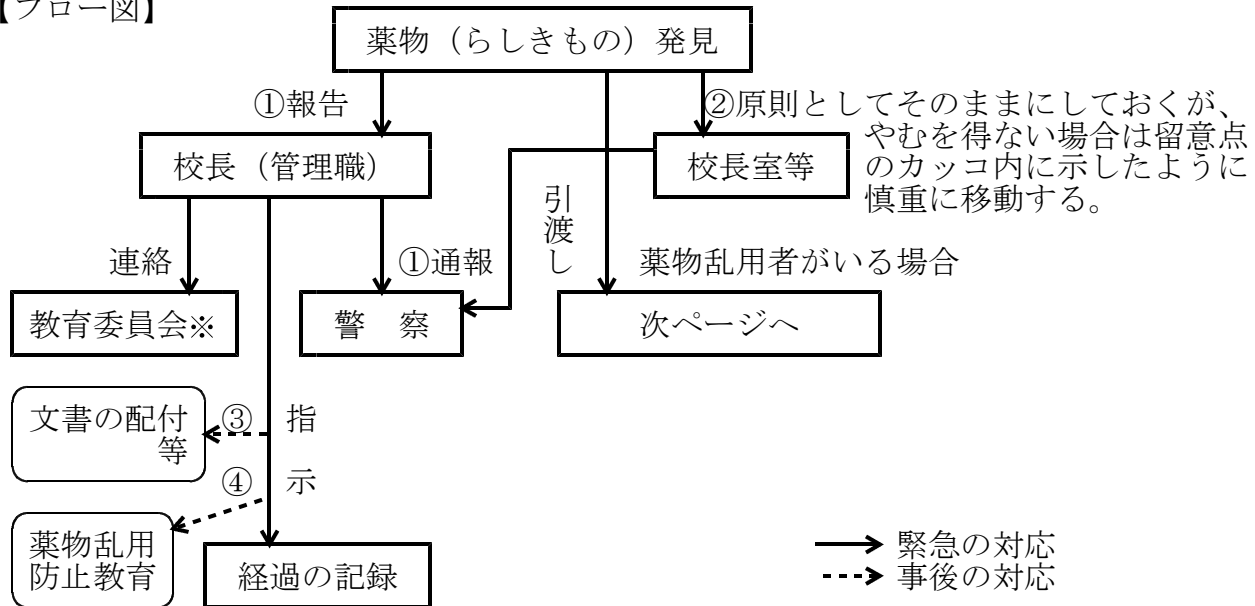 【フロー図】
薬物（らしきもの）発見
①報告
②原則としてそのままにしておくが、
やむを得ない場合は留意点
のカッコ内に示したように
慎重に移動する。
校長（管理職）
校長室等
引渡し
連絡
①通報
薬物乱用者がいる場合
教育委員会※
警　察
次ページへ
文書の配付
等
③
指示
④
薬物乱用
防止教育
経過の記録
緊急の対応
事後の対応